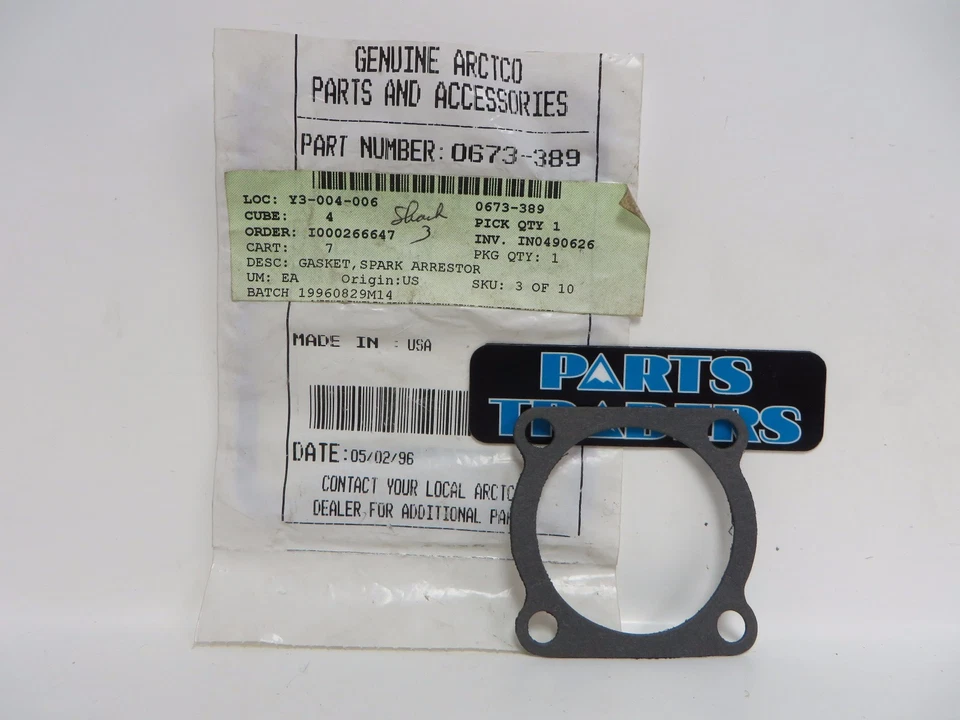 GENUINE ARCTCO
PARTS AND ACCESSORIES
PART NUMBER: 0673-389
LOC: Y3-004-006 0673-389
CUBE: 4 PICK QTY 1
ORDER: I000266647 INV. IN0490626
CART: 7 PKG QTY: 1
DESC: GASKET,SPARK ARRESTOR
UM: EA Origin:US SKU: 3 OF 10
BATCH 19960829M14
3
MADE IN : USA
PARTS
TRADERS
DATE: 05/02/96
CONTACT YOUR LOCAL ARCTC
DEALER FOR ADDITIONAL PAR